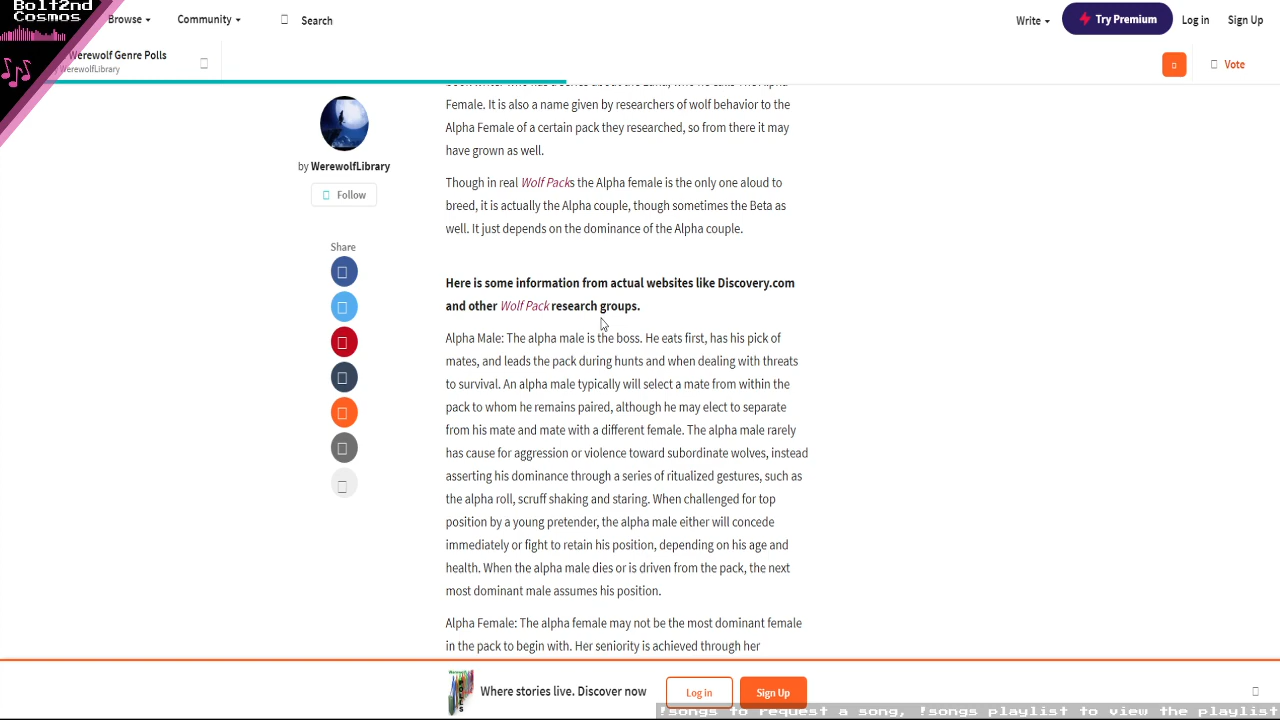 Bolt2nd
Cosmos
Browse
Community
Search
Write
Try Premium
Log in
Sign Up
Werewolf Genre Polls
WerewolfLibrary
Vote
Female. It is also a name given by researchers of wolf behavior to the
Alpha Female of a certain pack they researched, so from there it may
have grown as well.
by WerewolfLibrary
Follow
Though in real Wolf Packs the Alpha female is the only one aloud to
breed, it is actually the Alpha couple, though sometimes the Beta as
well. It just depends on the dominance of the Alpha couple.
Share
Here is some information from actual websites like Discovery.com
and other Wolf Pack research groups.
Alpha Male: The alpha male is the boss. He eats first, has his pick of
mates, and leads the pack during hunts and when dealing with threats
to survival. An alpha male typically will select a mate from within the
pack to whom he remains paired, although he may elect to separate
from his mate and mate with a different female. The alpha male rarely
has cause for aggression or violence toward subordinate wolves, instead
asserting his dominance through a series of ritualized gestures, such as
the alpha roll, scruff shaking and staring. When challenged for top
position by a young pretender, the alpha male either will concede
immediately or fight to retain his position, depending on his age and
health. When the alpha male dies or is driven from the pack, the next
most dominant male assumes his position.
Alpha Female: The alpha female may not be the most dominant female
in the pack to begin with. Her seniority is achieved through her
Where stories live. Discover now
Log in
Sign Up
!songs to request a song, !songs playlist to view the playlist